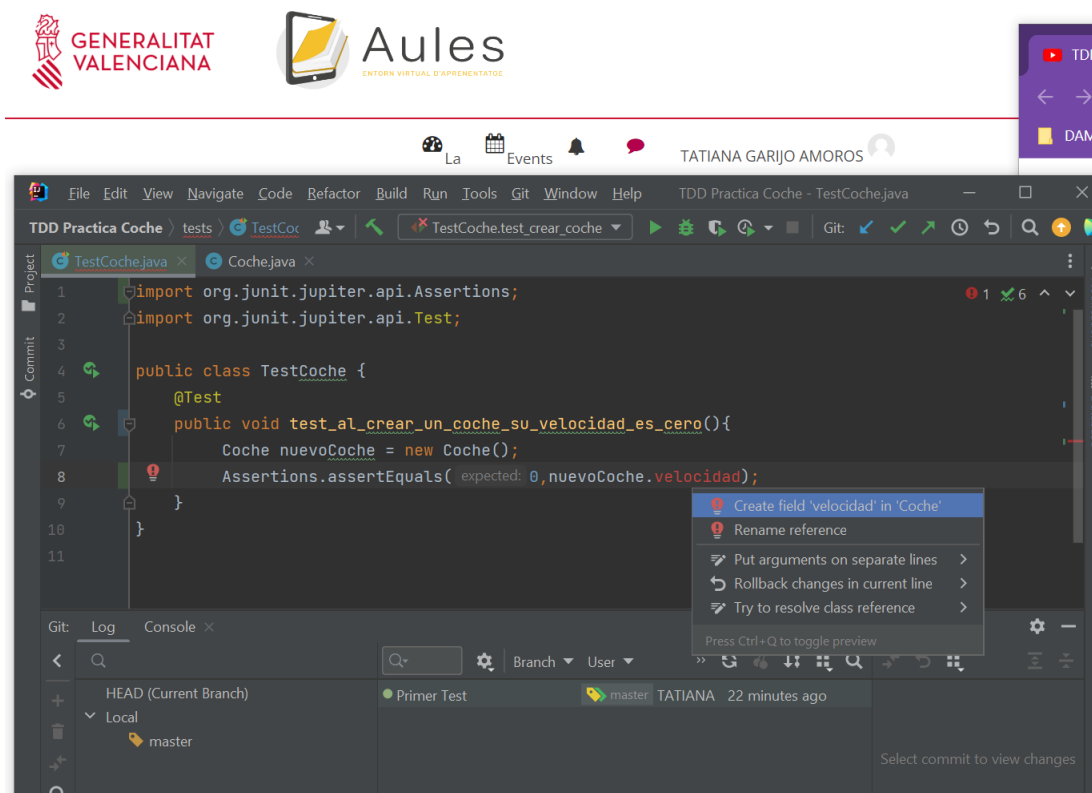 GENERALITAT
VALENCIANA
Aules
ENTORN VIRTUAL D'APRENENTATGE
TDD
DAM
La
Events
TATIANA GARIJO AMOROS
File Edit View Navigate Code Refactor Build Run Tools Git Window Help TDD Practica Coche - TestCoche.java
TDD Practica Coche tests TestCoc TestCoche.test_crear_coche Git:
TestCoche.java Coche.java
Project
Commit
1 import org.junit.jupiter.api.Assertions; 1 6
2 import org.junit.jupiter.api.Test;
3
4 public class TestCoche {
5 @Test
6 public void test_al_crear_un_coche_su_velocidad_es_cero(){
7 Coche nuevoCoche = new Coche();
8 Assertions.assertEquals( expected: 0,nuevoCoche.velocidad);
9 }
10 }
11
Create field 'velocidad' in 'Coche'
Rename reference
Put arguments on separate lines
Rollback changes in current line
Try to resolve class reference
Press Ctrl+Q to toggle preview
Git: Log Console
Branch User
HEAD (Current Branch)
Local
master
Primer Test master TATIANA 22 minutes ago
Select commit to view changes